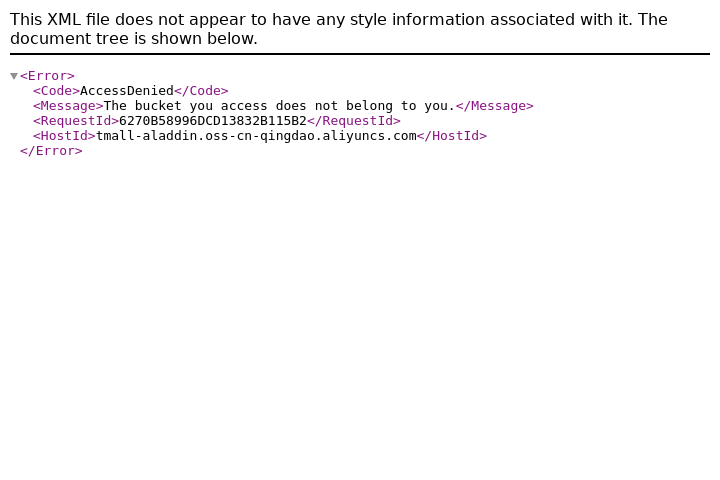 This XML file does not appear to have any style information associated with it. The
document tree is shown below.
<Error>
<Code>AccessDenied</Code>
<Message>The bucket you access does not belong to you.</Message>
<RequestId>6270B58996DCD13832B115B2</RequestId>
<HostId>tmall-aladdin.oss-cn-qingdao.aliyuncs.com</HostId>
</Error>